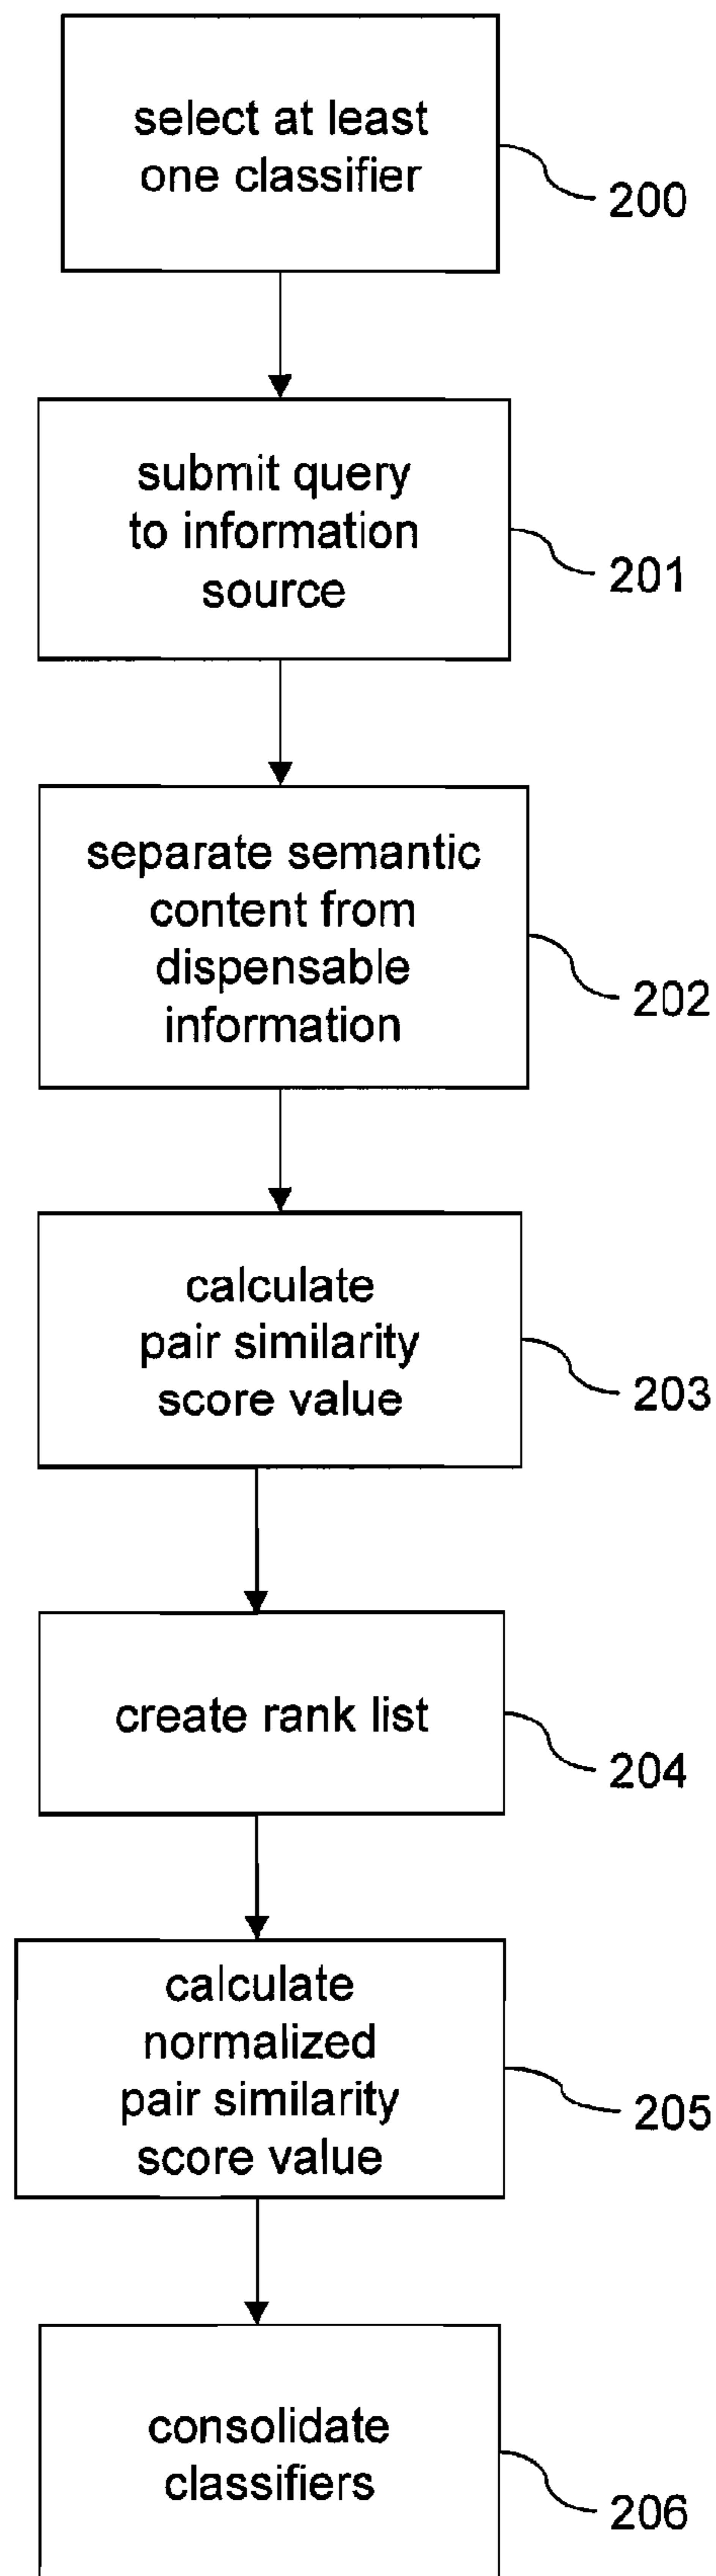 select at least
one classifier
200
submit query
to information
source
201
separate semantic
content from
dispensable
information
202
calculate
pair similarity
score value
203
create rank list
204
calculate
normalized
pair similarity
score value
205
consolidate
classifiers
206